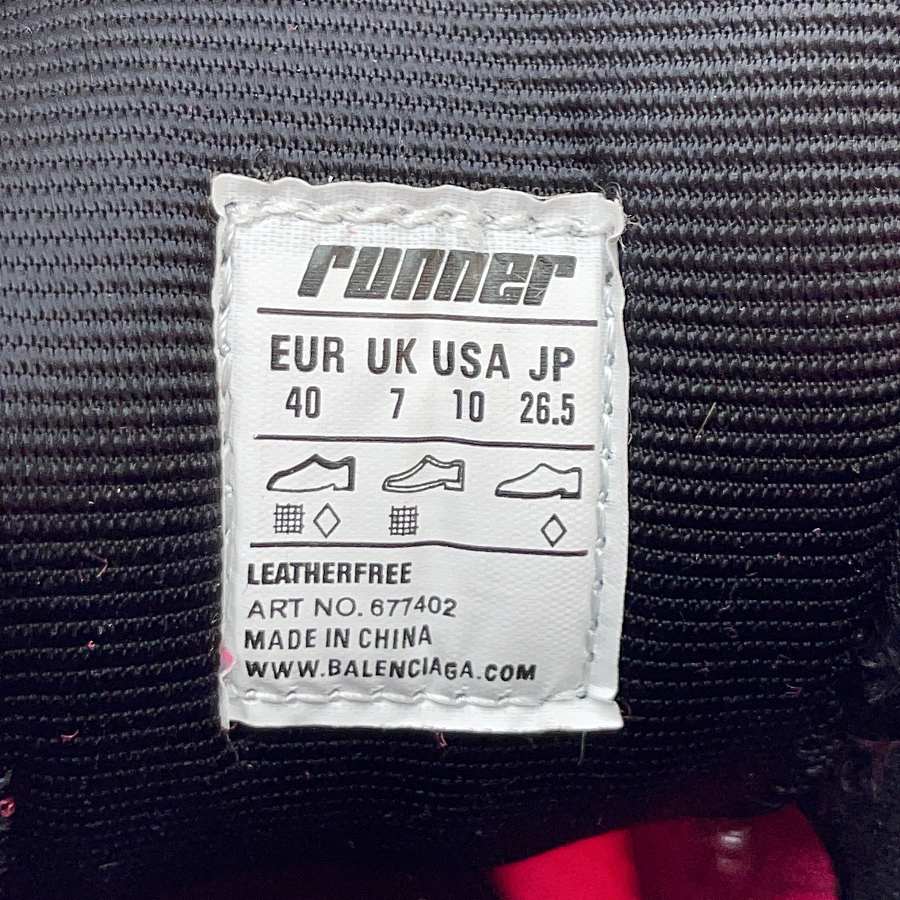 runner
EUR UK USA JP
40 7 10 26.5
LEATHERFREE
ART NO. 677402
MADE IN CHINA
WWW.BALENCIAGA.COM